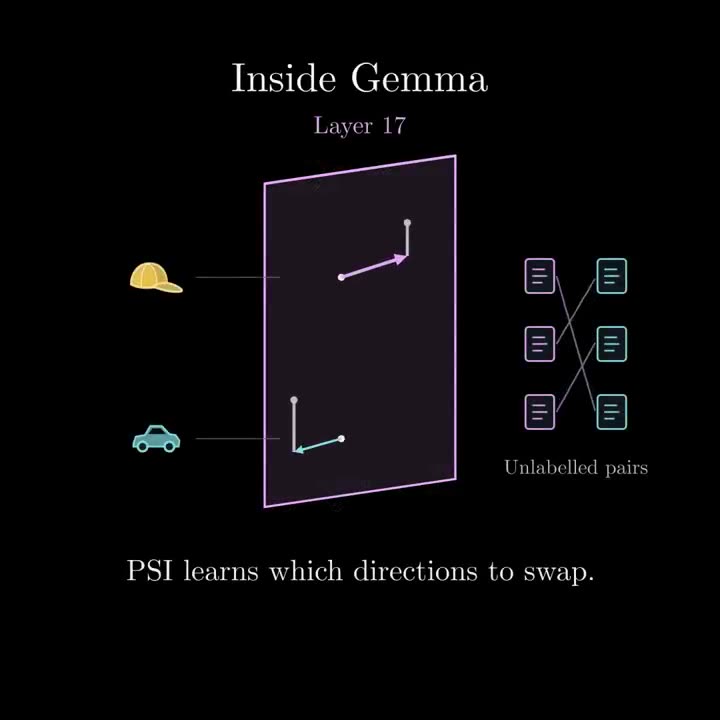 Inside Gemma
Layer 17
Unlabelled pairs
PSI learns which directions to swap.